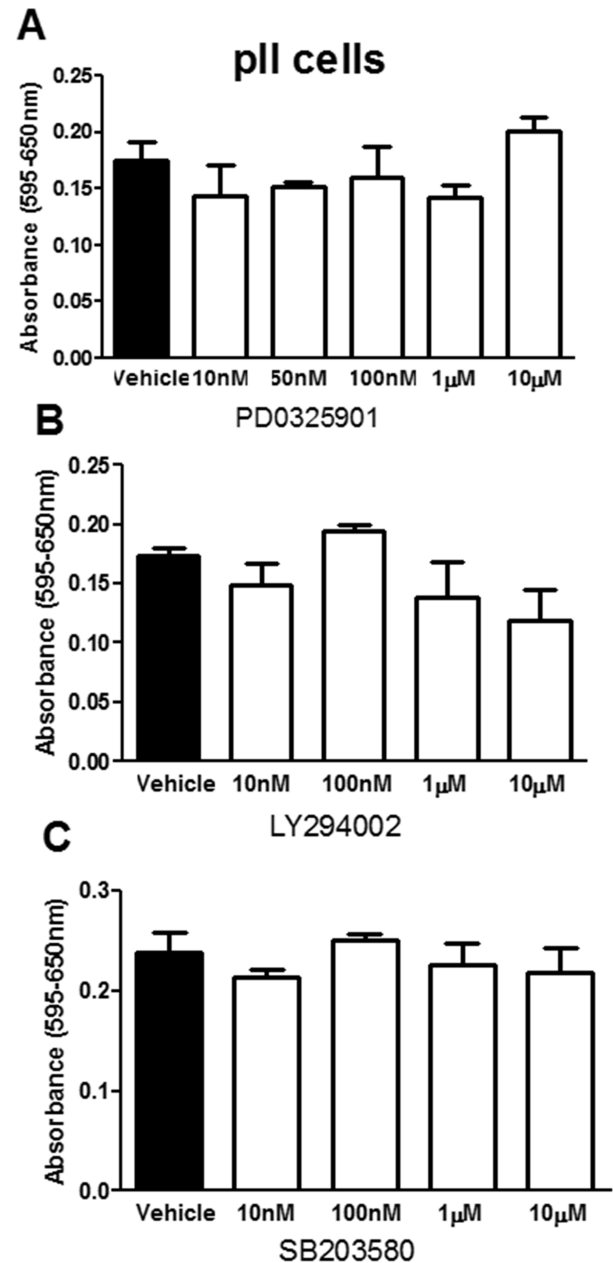 A
pII cells
Absorbance (595-650nm)
0.25
0.20
0.15
0.10
0.05
0.00
Vehicle 10nM 50nM 100nM 1µM 10µM
PD0325901
B
Absorbance (595-650nm)
0.25
0.20
0.15
0.10
0.05
0.00
Vehicle 10nM 100nM 1µM 10µM
LY294002
C
Absorbance (595-650nm)
0.3
0.2
0.1
0.0
Vehicle 10nM 100nM 1µM 10µM
SB203580